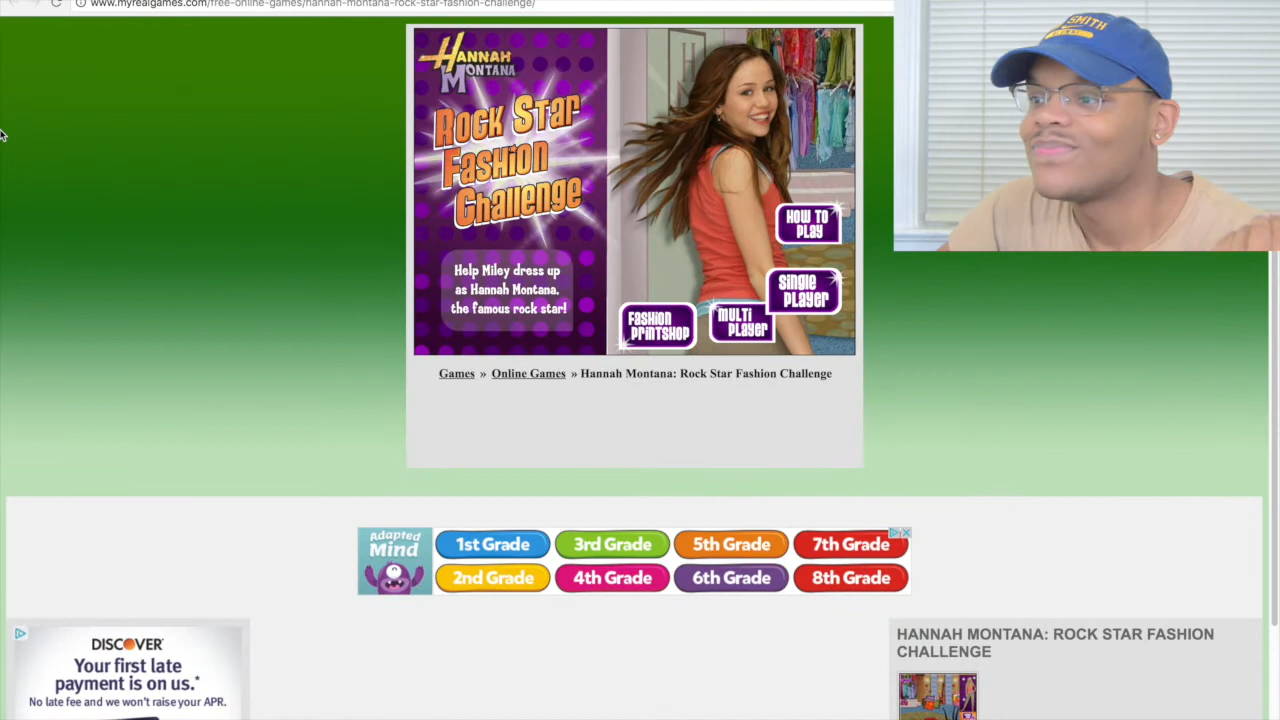 www.myrealgames.com/free-online-games/hannah-montana-rock-star-fashion-challenge/
HANNAH
MONTANA
Rock Star
Fashion
Challenge
Help Miley dress up
as Hannah Montana,
the famous rock star!
HOW TO
PLAY
SINGLE
PLAYER
MULTI
PLAYER
FASHION
PRINTSHOP
SMITH
Games » Online Games » Hannah Montana: Rock Star Fashion Challenge
Adapted
Mind
1st Grade
3rd Grade
5th Grade
7th Grade
2nd Grade
4th Grade
6th Grade
8th Grade
DISCOVER
Your first late
payment is on us.*
No late fee and we won't raise your APR.
HANNAH MONTANA: ROCK STAR FASHION
CHALLENGE